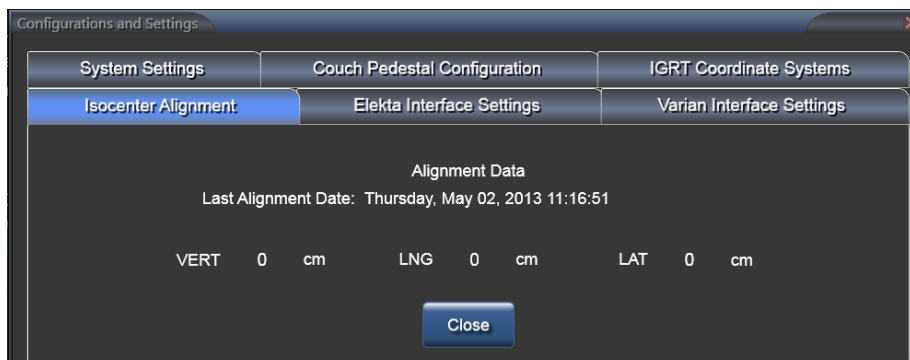 Configurations and Settings
System Settings Couch Pedestal Configuration IGRT Coordinate Systems
Isocenter Alignment Elekta Interface Settings Varian Interface Settings
Alignment Data
Last Alignment Date: Thursday, May 02, 2013 11:16:51
VERT 0 cm LNG 0 cm LAT 0 cm
Close